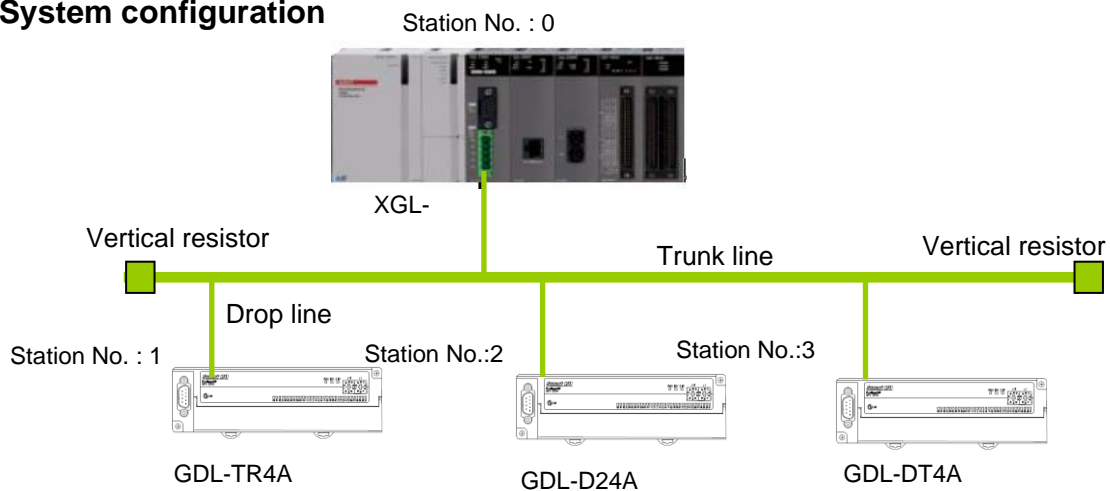 System configuration
Station No. : 0
XGL-
Vertical resistor
Trunk line
Vertical resistor
Drop line
Station No. : 1
Station No.:2
Station No.:3
GDL-TR4A
GDL-D24A
GDL-DT4A